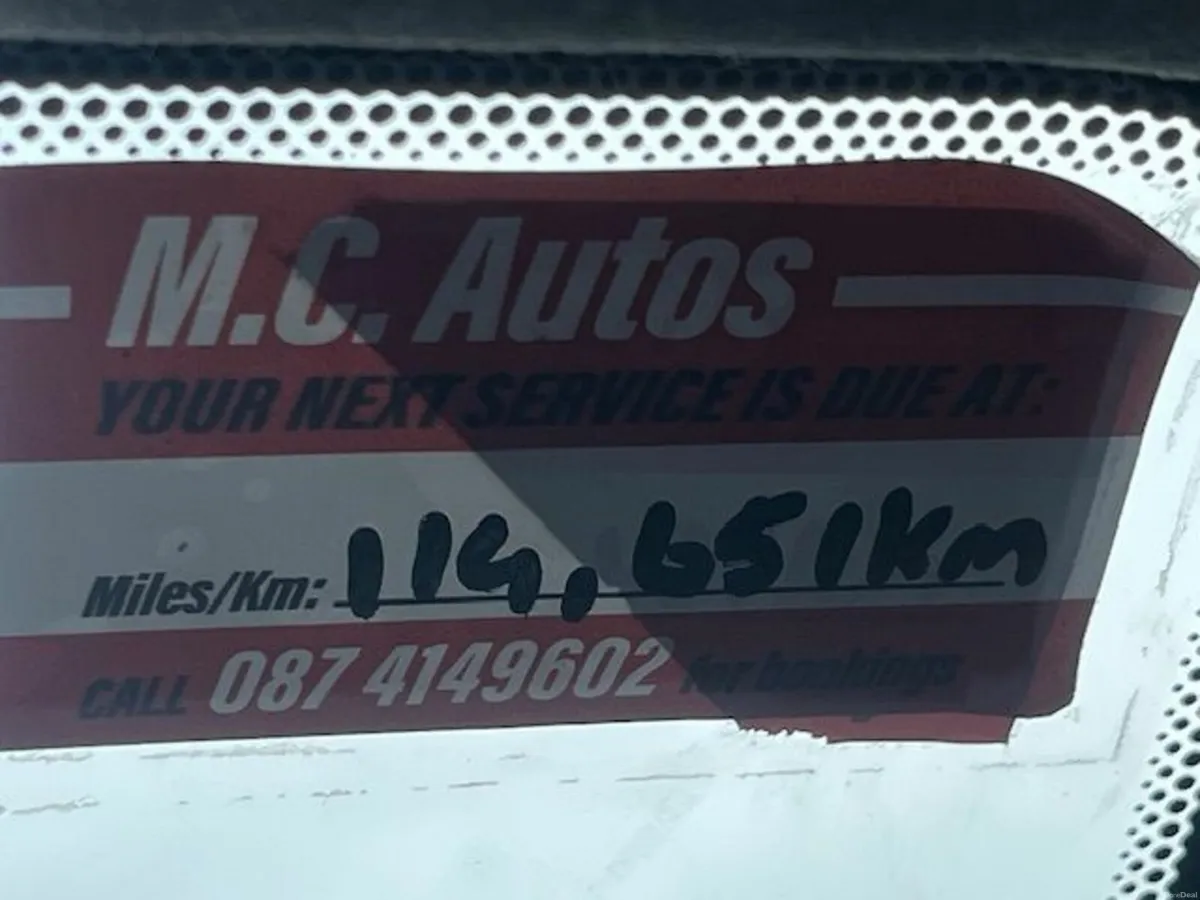 M.C. Autos
YOUR NEXT SERVICE IS DUE AT:
Miles/Km: 114,651km
CALL 087 4149602 for bookings